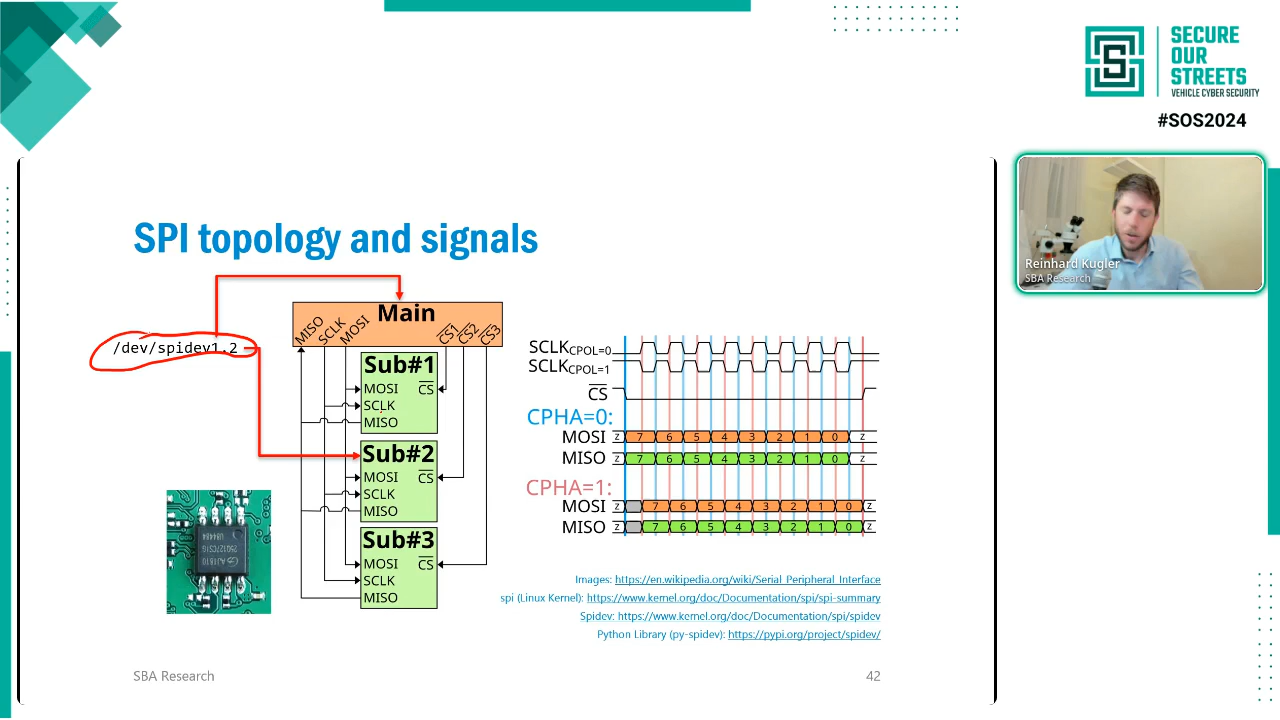 SECURE
OUR
STREETS
VEHICLE CYBER SECURITY
#SOS2024
Reinhard Kugler
SBA Research
SPI topology and signals
/dev/spidev1.2
Main
MISO
SCLK
MOSI
CS1
CS2
CS3
Sub#1
MOSI CS
SCLK
MISO
Sub#2
MOSI CS
SCLK
MISO
Sub#3
MOSI CS
SCLK
MISO
SCLK CPOL=0
SCLK CPOL=1
CS
CPHA=0:
MOSI z 7 6 5 4 3 2 1 0 z
MISO z 7 6 5 4 3 2 1 0 z
CPHA=1:
MOSI z 7 6 5 4 3 2 1 0 z
MISO z 7 6 5 4 3 2 1 0 z
Images: https://en.wikipedia.org/wiki/Serial_Peripheral_Interface
spi (Linux Kernel): https://www.kernel.org/doc/Documentation/spi/spi-summary
Spidev: https://www.kernel.org/doc/Documentation/spi/spidev
Python Library (py-spidev): https://pypi.org/project/spidev/
SBA Research
42